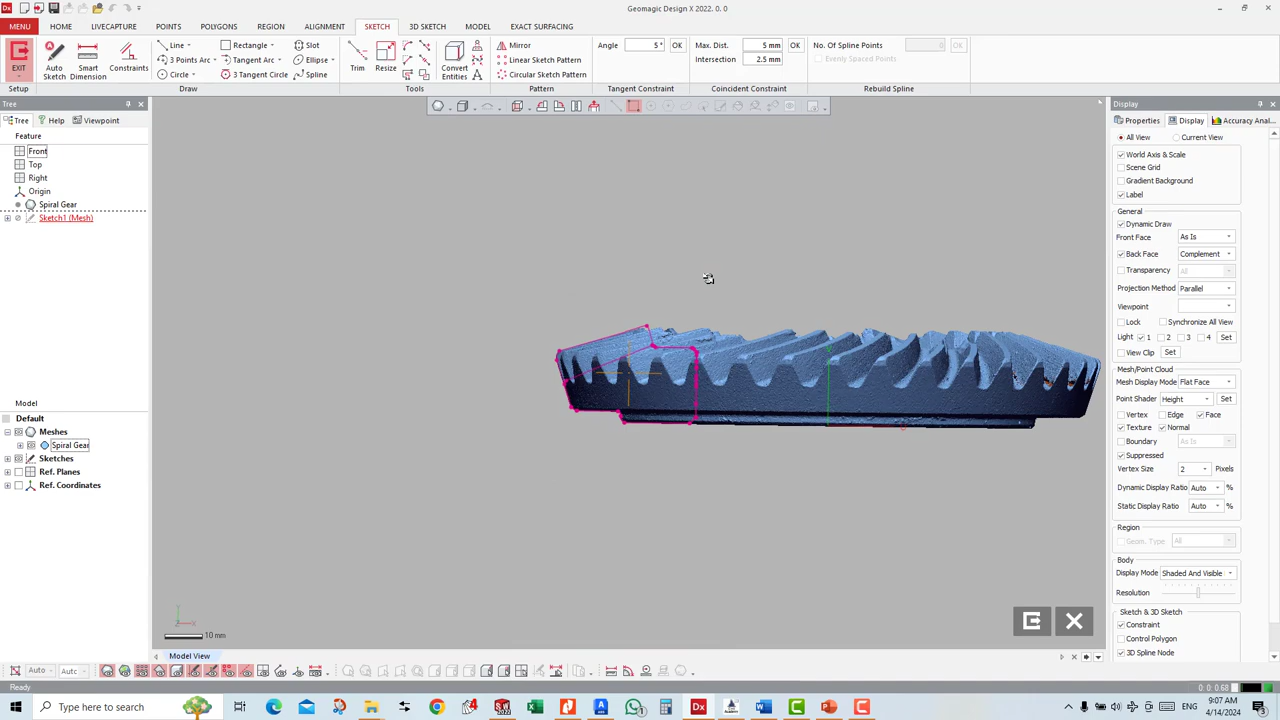 Geomagic Design X 2022. 0. 0
MENU HOME LIVECAPTURE POINTS POLYGONS REGION ALIGNMENT SKETCH 3D SKETCH MODEL EXACT SURFACING
Line Rectangle Slot Mirror Angle 5° OK Max. Dist. 5 mm OK No. Of Spline Points 0 OK
3 Points Arc Tangent Arc Ellipse Linear Sketch Pattern Intersection 2.5 mm Evenly Spaced Points
EXIT Auto Sketch Smart Dimension Constraints Circle 3 Tangent Circle Spline Trim Resize Convert Entities Circular Sketch Pattern
Setup Draw Tools Pattern Tangent Constraint Coincident Constraint Rebuild Spline
Tree
Tree Help Viewpoint
Feature
Front
Top
Right
Origin
Spiral Gear
Sketch1 (Mesh)
Model
Default
Meshes
Spiral Gear
Sketches
Ref. Planes
Ref. Coordinates
10 mm
Model View
Display
Properties Display Accuracy Anal...
All View Current View
World Axis & Scale
Scene Grid
Gradient Background
Label
General
Dynamic Draw
Front Face As Is
Back Face Complement
Transparency All
Projection Method Parallel
Viewpoint
Lock Synchronize All View
Light 1 2 3 4 Set
View Clip Set
Mesh/Point Cloud
Mesh Display Mode Flat Face
Point Shader Height Set
Vertex Edge Face
Texture Normal
Boundary As Is
Suppressed
Vertex Size 2 Pixels
Dynamic Display Ratio Auto %
Static Display Ratio Auto %
Region
Geom. Type All
Body
Display Mode Shaded And Visible
Resolution
Sketch & 3D Sketch
Constraint
Control Polygon
3D Spline Node
Auto Autc
Ready
0: 0: 0.68
Type here to search
9:07 AM
4/14/2024